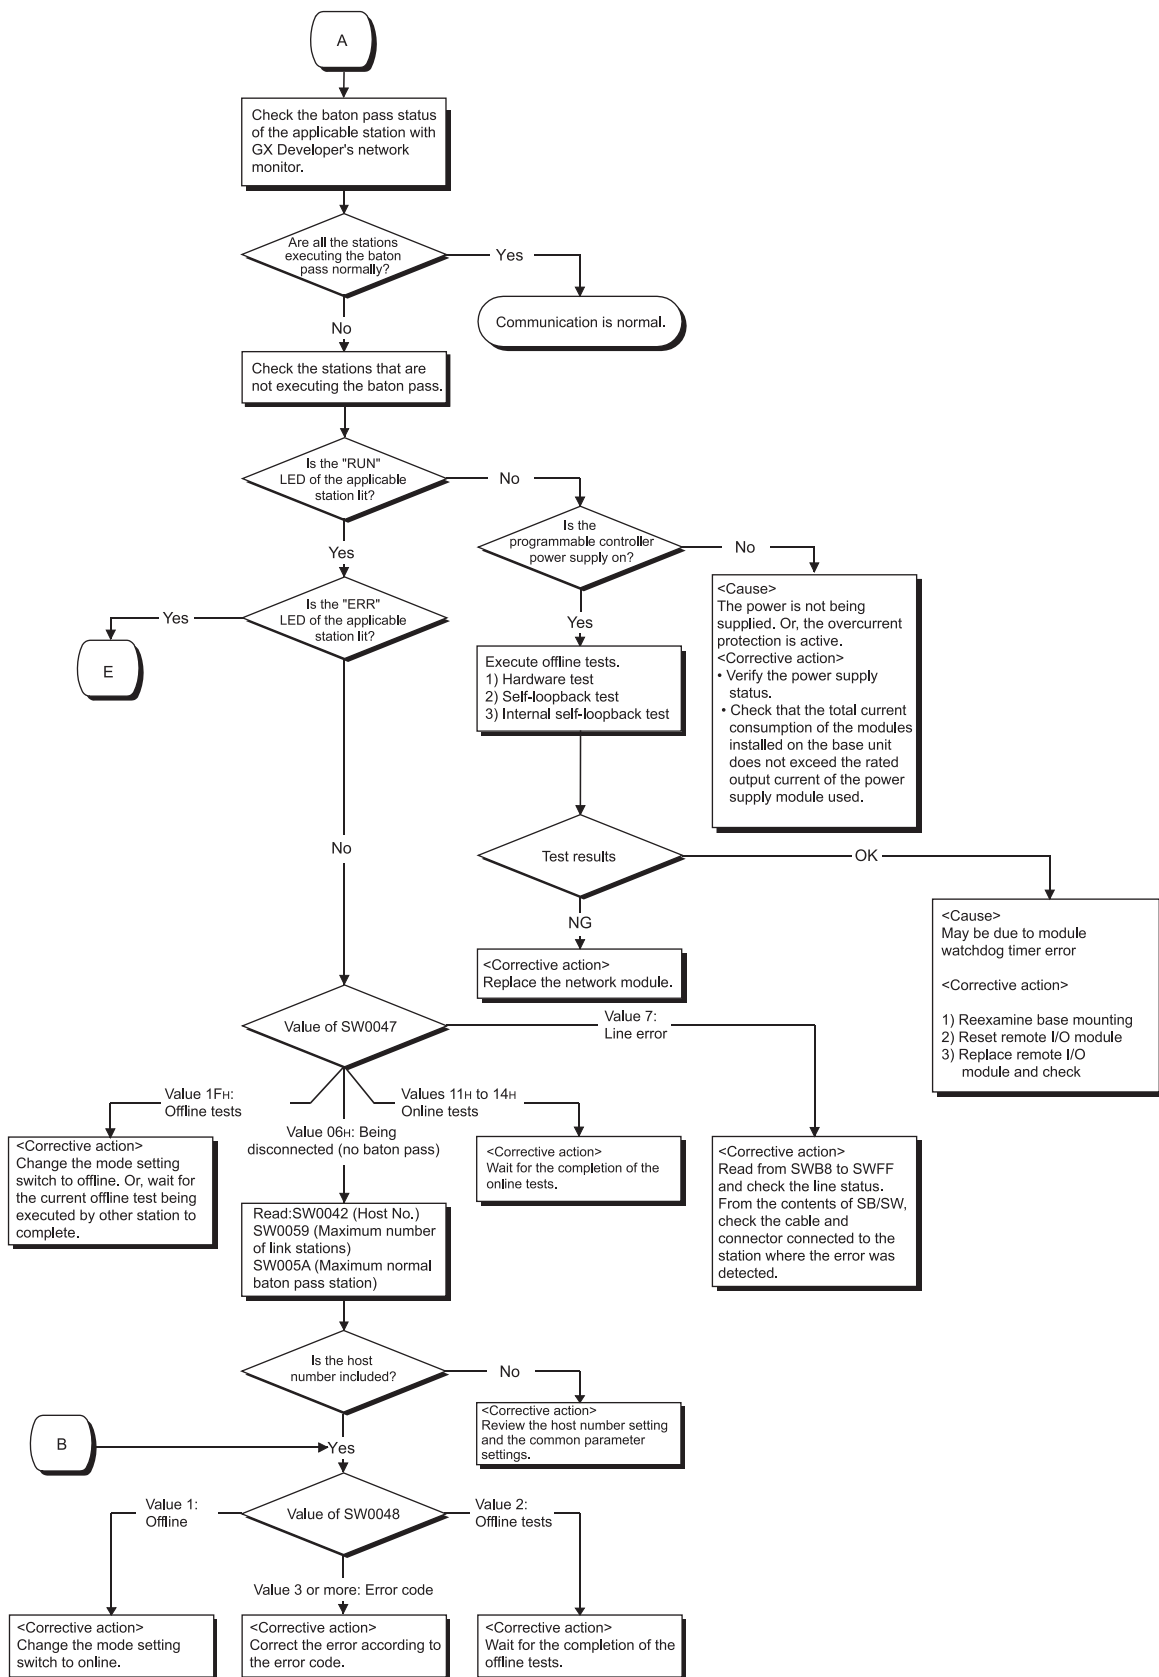 A
Check the baton pass status
of the applicable station with
GX Developer's network
monitor.
Are all the stations
executing the baton
pass normally?
Yes
Communication is normal.
No
Check the stations that are
not executing the baton pass.
Is the "RUN"
LED of the applicable
station lit?
No
Is the
programmable controller
power supply on?
No
<Cause>
The power is not being
supplied. Or, the overcurrent
protection is active.
<Corrective action>
• Verify the power supply
status.
• Check that the total current
consumption of the modules
installed on the base unit
does not exceed the rated
output current of the power
supply module used.
Yes
Is the "ERR"
LED of the applicable
station lit?
Yes
E
Yes
Execute offline tests.
1) Hardware test
2) Self-loopback test
3) Internal self-loopback test
No
Test results
OK
<Cause>
May be due to module
watchdog timer error
<Corrective action>
1) Reexamine base mounting
2) Reset remote I/O module
3) Replace remote I/O
module and check
NG
<Corrective action>
Replace the network module.
Value of SW0047
Value 7:
Line error
Value 1FH:
Offline tests
Values 11H to 14H
Online tests
Value 06H: Being
disconnected (no baton pass)
<Corrective action>
Change the mode setting
switch to offline. Or, wait for
the current offline test being
executed by other station to
complete.
<Corrective action>
Wait for the completion of the
online tests.
<Corrective action>
Read from SWB8 to SWFF
and check the line status.
From the contents of SB/SW,
check the cable and
connector connected to the
station where the error was
detected.
Read:SW0042 (Host No.)
SW0059 (Maximum number
of link stations)
SW005A (Maximum normal
baton pass station)
Is the host
number included?
No
<Corrective action>
Review the host number setting
and the common parameter
settings.
B
Yes
Value of SW0048
Value 1:
Offline
Value 2:
Offline tests
Value 3 or more: Error code
<Corrective action>
Change the mode setting
switch to online.
<Corrective action>
Correct the error according to
the error code.
<Corrective action>
Wait for the completion of the
offline tests.